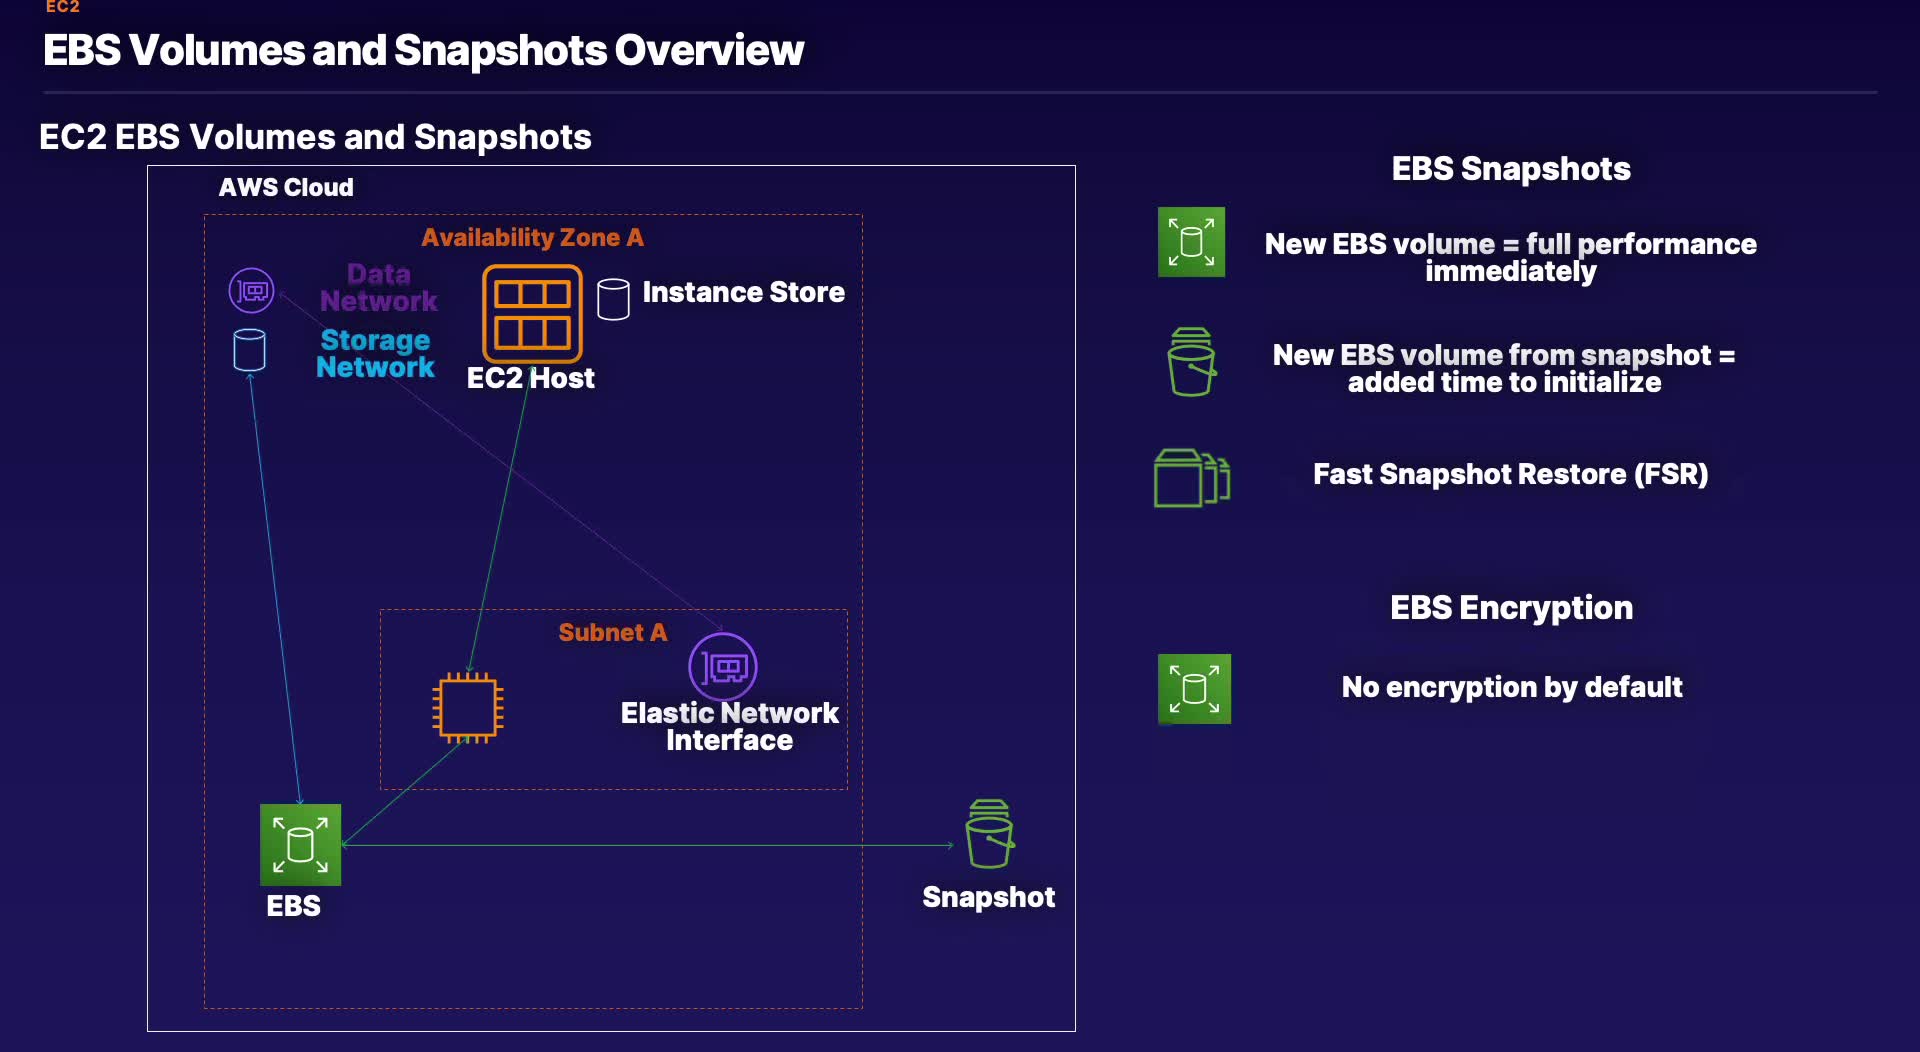 EC2
EBS Volumes and Snapshots Overview
EC2 EBS Volumes and Snapshots
AWS Cloud
Availability Zone A
Data
Network
Storage
Network
EC2 Host
Instance Store
Subnet A
Elastic Network
Interface
EBS
Snapshot
EBS Snapshots
New EBS volume = full performance
immediately
New EBS volume from snapshot =
added time to initialize
Fast Snapshot Restore (FSR)
EBS Encryption
No encryption by default